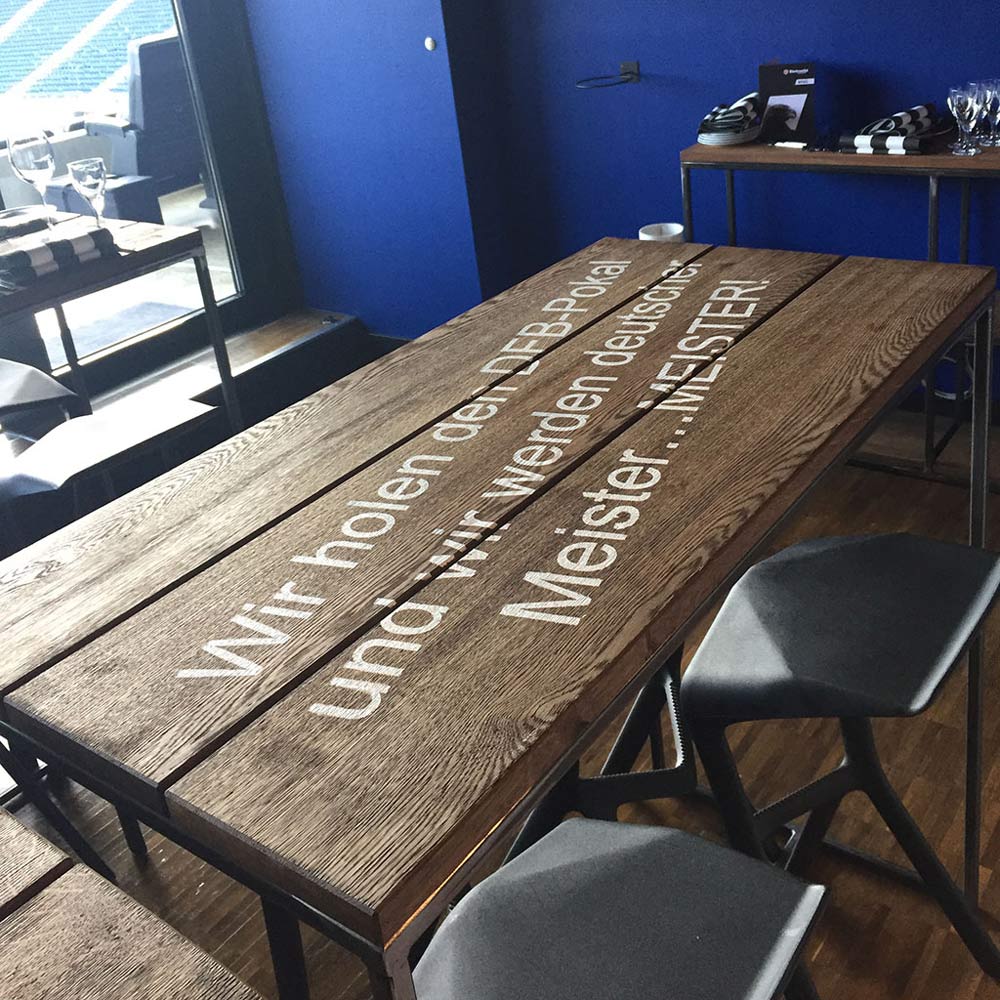 Wir holen den DFB-Pokal
und wir werden deutscher
Meister...MEISTER!